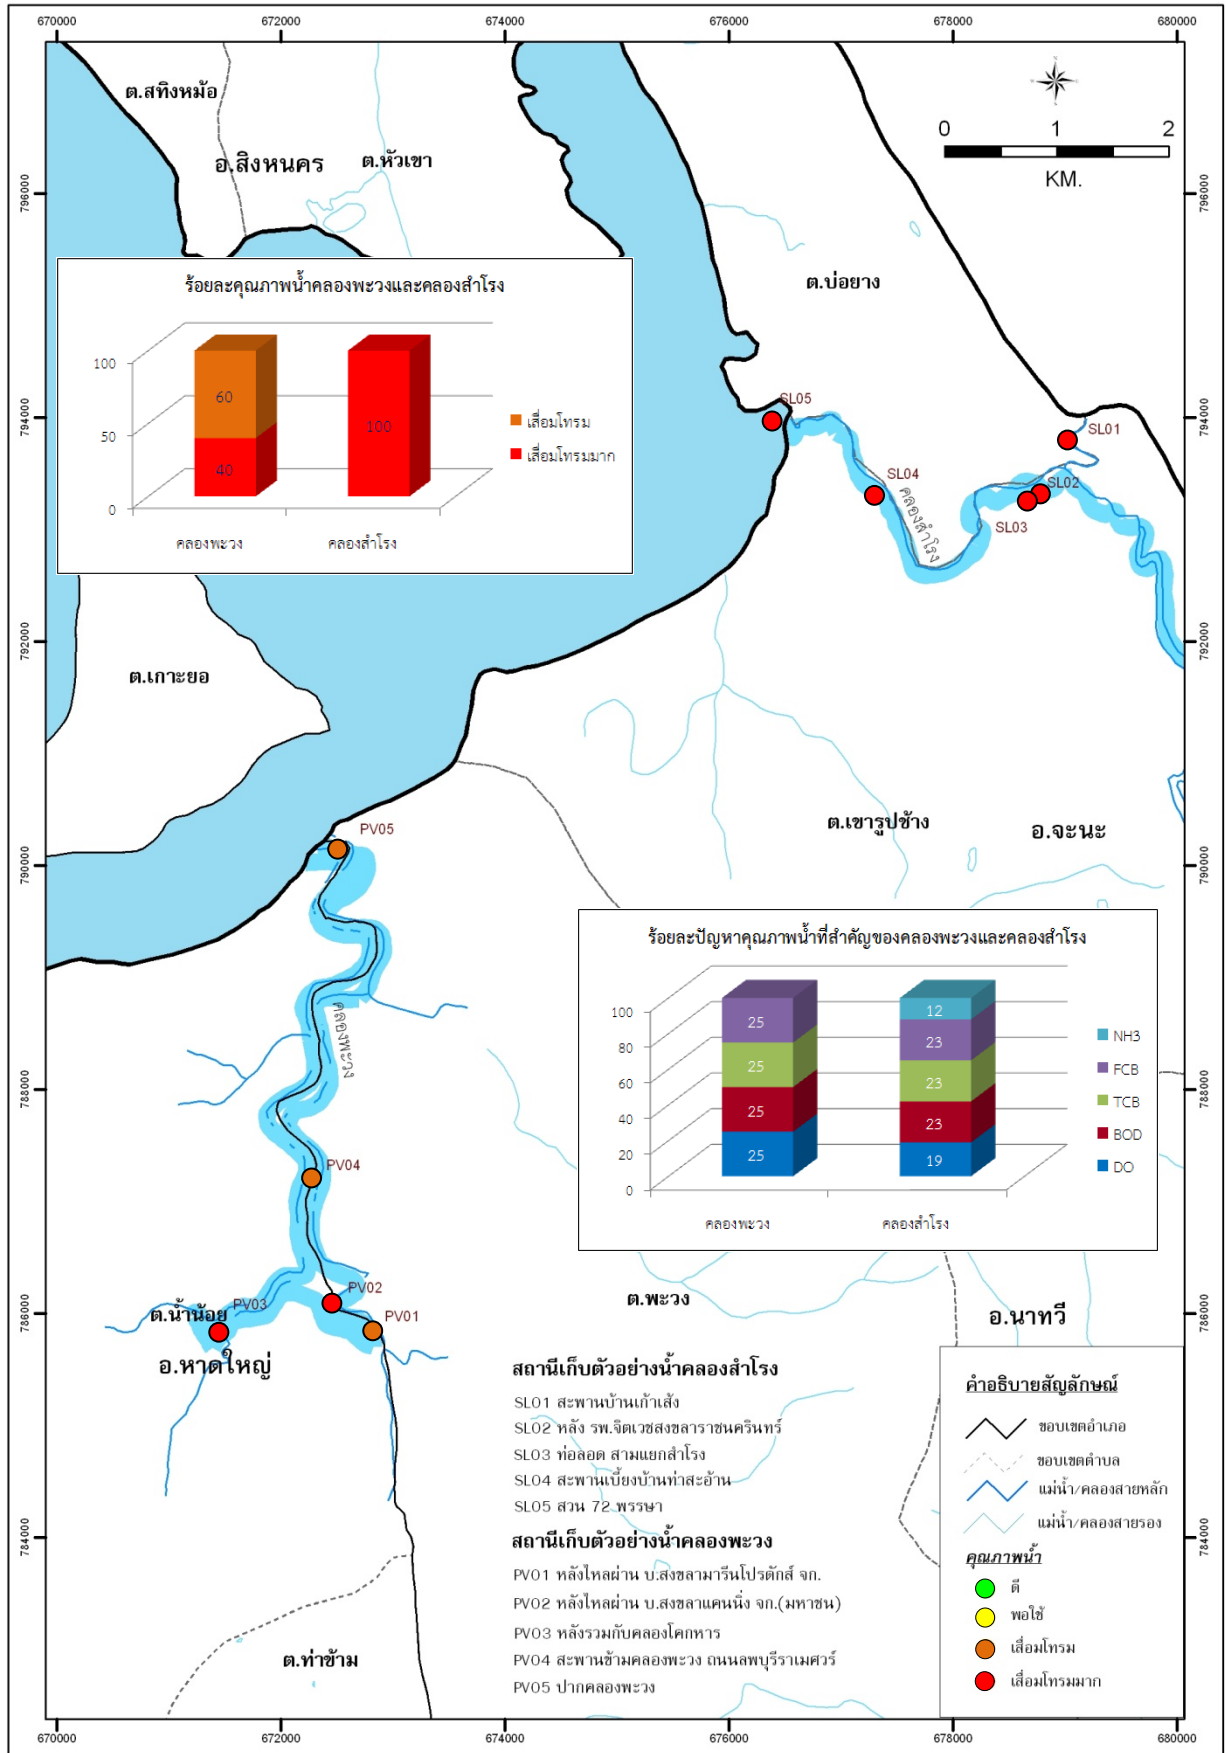 670000 672000 674000 676000 678000 680000
796000
794000
792000
790000
788000
786000
784000
796000
794000
792000
790000
788000
786000
784000
ต.สทิงหม้อ
อ.สิงหนคร
ต.หัวเขา
0 1 2
KM.
ต.บ่อยาง
ร้อยละคุณภาพน้ำคลองพะวงและคลองสำโรง
100
50
0
60
40
100
เสื่อมโทรม
เสื่อมโทรมมาก
คลองพะวง คลองสำโรง
SL05
SL01
SL04
SL02
SL03
คลองสำโรง
ต.เกาะยอ
ต.เขารูปช้าง
อ.จะนะ
PV05
คลองพะวง
PV04
PV02
PV03
PV01
ต.น้ำน้อย
อ.หาดใหญ่
ร้อยละปัญหาคุณภาพน้ำที่สำคัญของคลองพะวงและคลองสำโรง
100
80
60
40
20
0
25
25
25
25
12
23
23
23
19
NH3
FCB
TCB
BOD
DO
คลองพะวง คลองสำโรง
ต.พะวง
อ.นาทวี
ต.ท่าข้าม
สถานีเก็บตัวอย่างน้ำคลองสำโรง
SL01 สะพานบ้านเก้าเส้ง
SL02 หลัง รพ.จิตเวชสงขลาราชนครินทร์
SL03 ท่อลอด สามแยกสำโรง
SL04 สะพานเบี่ยงบ้านท่าสะอ้าน
SL05 สวน 72 พรรษา
สถานีเก็บตัวอย่างน้ำคลองพะวง
PV01 หลังไหลผ่าน บ.สงขลามารีนโปรดักส์ จก.
PV02 หลังไหลผ่าน บ.สงขลาแคนนิ่ง จก.(มหาชน)
PV03 หลังรวมกับคลองโคกหาร
PV04 สะพานข้ามคลองพะวง ถนนลพบุรีราเมศวร์
PV05 ปากคลองพะวง
คำอธิบายสัญลักษณ์
ขอบเขตอำเภอ
ขอบเขตตำบล
แม่น้ำ/คลองสายหลัก
แม่น้ำ/คลองสายรอง
คุณภาพน้ำ
ดี
พอใช้
เสื่อมโทรม
เสื่อมโทรมมาก
670000 672000 674000 676000 678000 680000